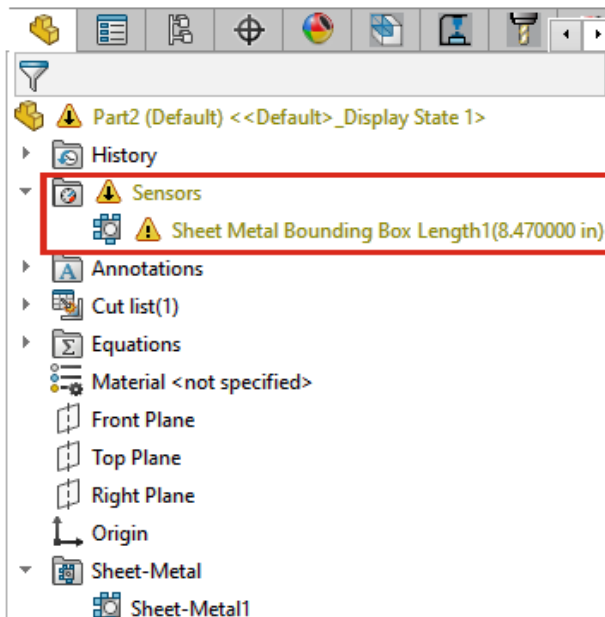 Part2 (Default) <<Default>_Display State 1>
History
Sensors
Sheet Metal Bounding Box Length1(8.470000 in)
Annotations
A
Cut list(1)
Σ
Equations
Material <not specified>
Front Plane
Top Plane
Right Plane
Origin
Sheet-Metal
Sheet-Metal1